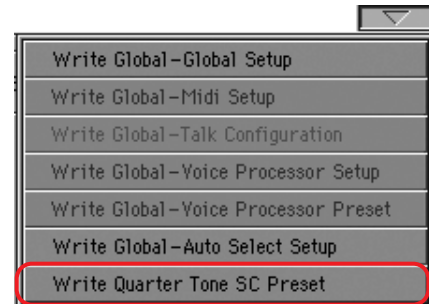 Write Global-Global Setup
Write Global-Midi Setup
Write Global-Talk Configuration
Write Global-Voice Processor Setup
Write Global-Voice Processor Preset
Write Global-Auto Select Setup
Write Quarter Tone SC Preset